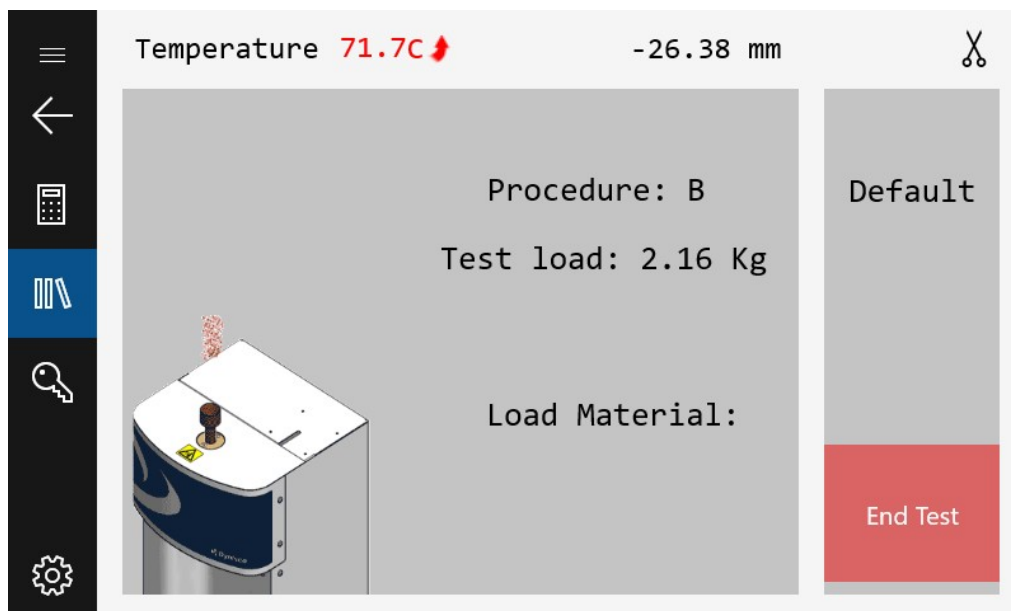 Temperature 71.7C
-26.38 mm
Procedure: B
Default
Test load: 2.16 Kg
Load Material:
End Test